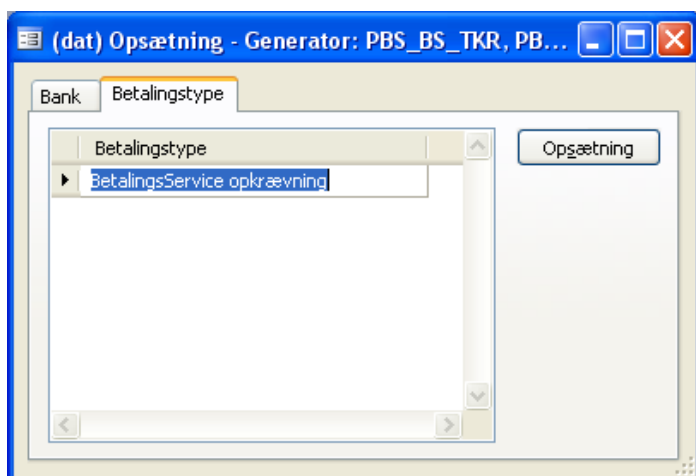 (dat) Opsætning - Generator: PBS_BS_TKR, PB...
Bank Betalingstype
Betalingstype
Opsætning
BetalingsService opkrævning